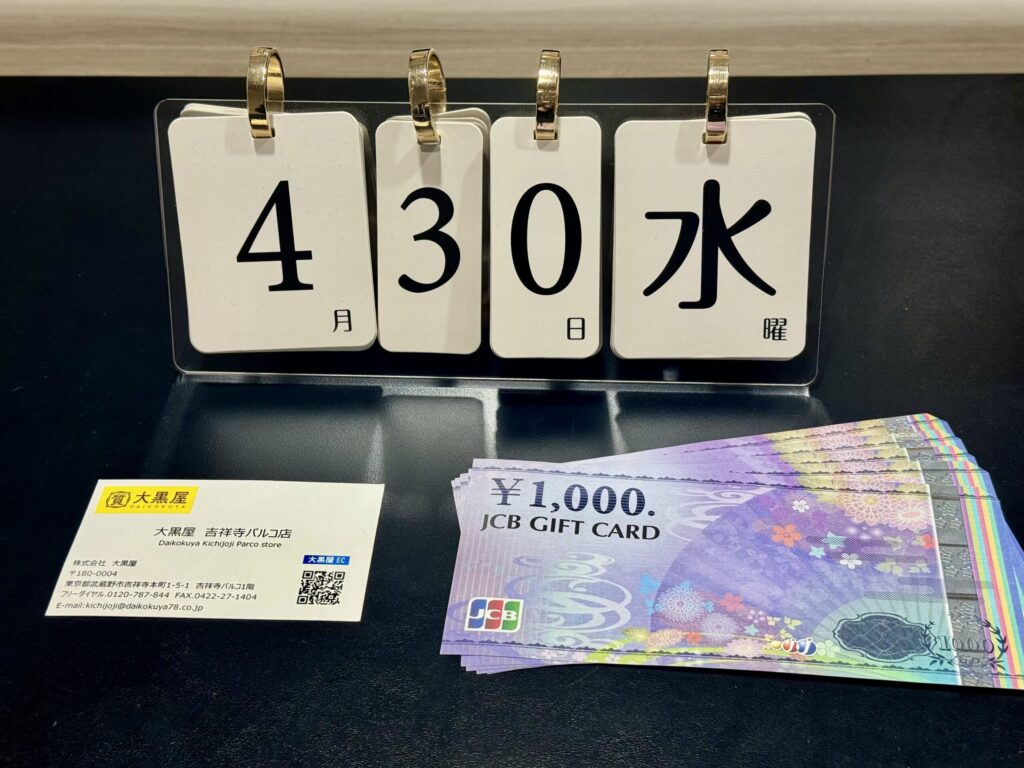 4月
30日
水曜
質 大黒屋
DAIKOKUYA
大黒屋 吉祥寺パルコ店
Daikokuya Kichijoji Parco store
株式会社 大黒屋
〒180-0004
東京都武蔵野市吉祥寺本町1-5-1 吉祥寺パルコ1階
フリーダイヤル.0120-787-844 FAX.0422-27-1404
E-mail:kichijoji@daikokuya78.co.jp
大黒屋 EC
¥1,000.
JCB GIFT CARD
JCB
1000